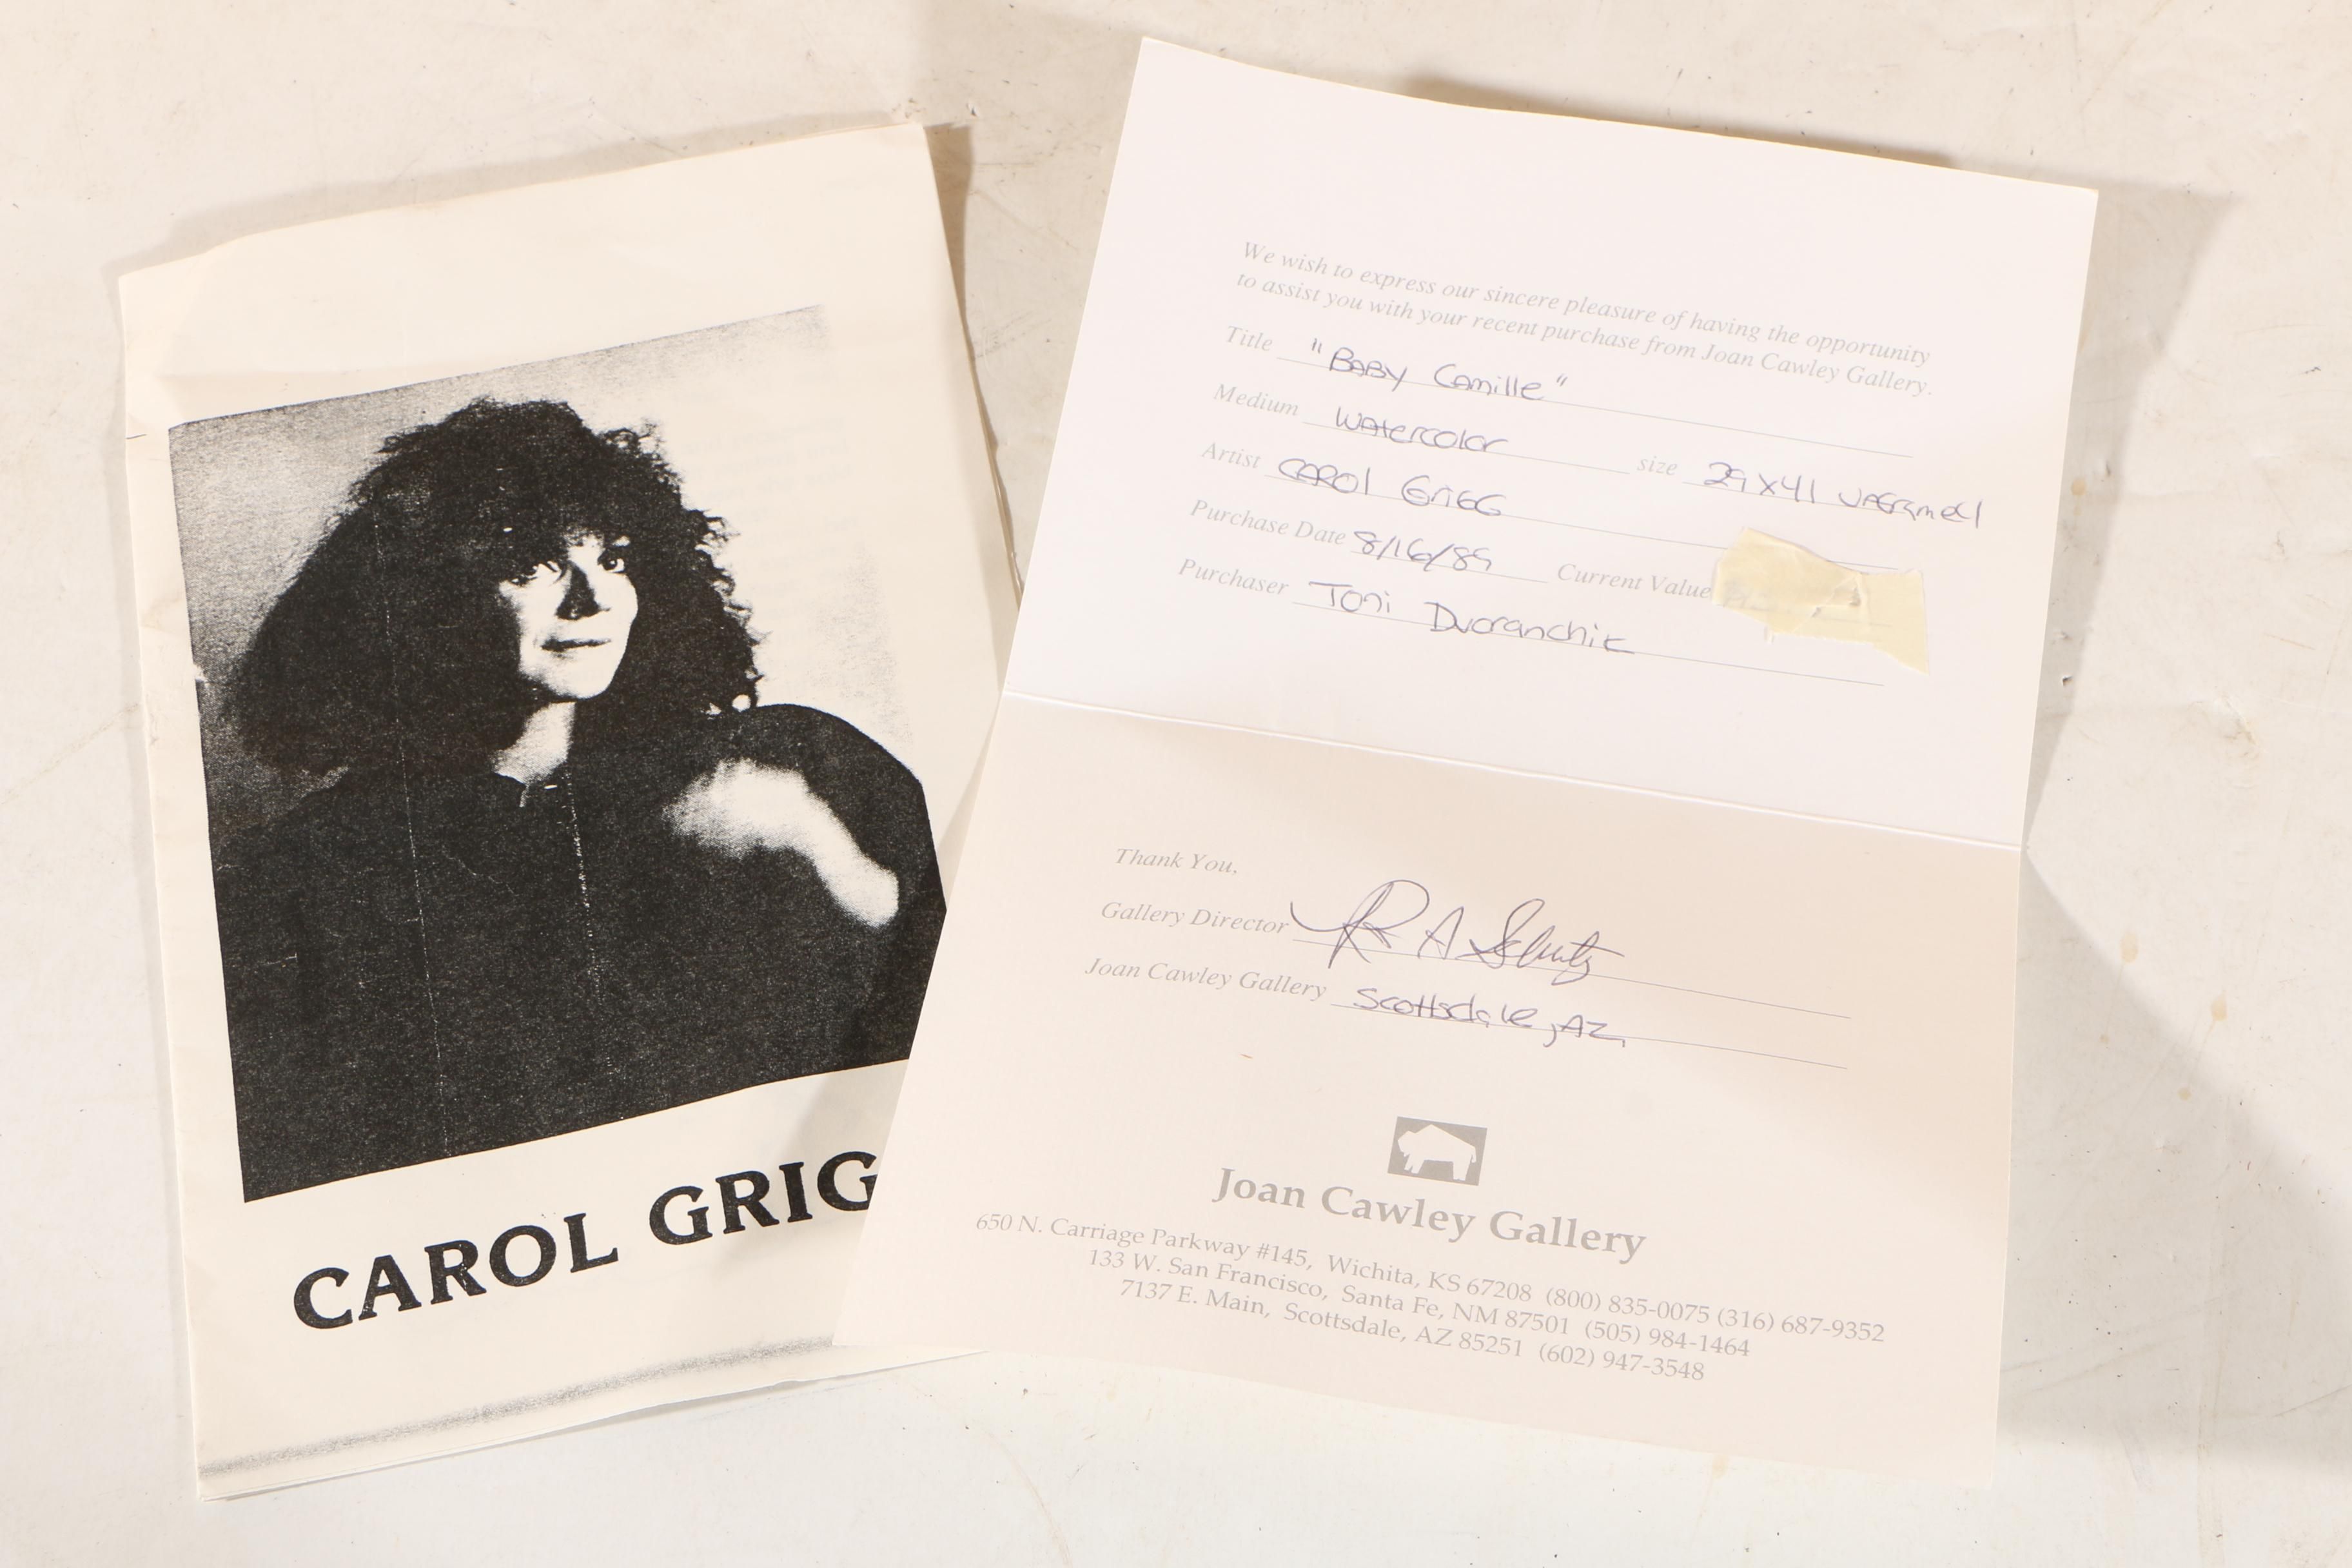 CAROL GRIG
We wish to express our sincere pleasure of having the opportunity
to assist you with your recent purchase from Joan Cawley Gallery.
Title "BABY Camille"
Medium Watercolor size 29x41 unframed
Artist CAROL GRIGG
Purchase Date 8/16/89 Current Value
Purchaser Toni
Thank You,
Gallery Director R A Schutz
Joan Cawley Gallery Scottsdale, AZ.
Joan Cawley Gallery
650 N. Carriage Parkway #145, Wichita, KS 67208 (800) 835-0075 (316) 687-9352
133 W. San Francisco, Santa Fe, NM 87501 (505) 984-1464
7137 E. Main, Scottsdale, AZ 85251 (602) 947-3548